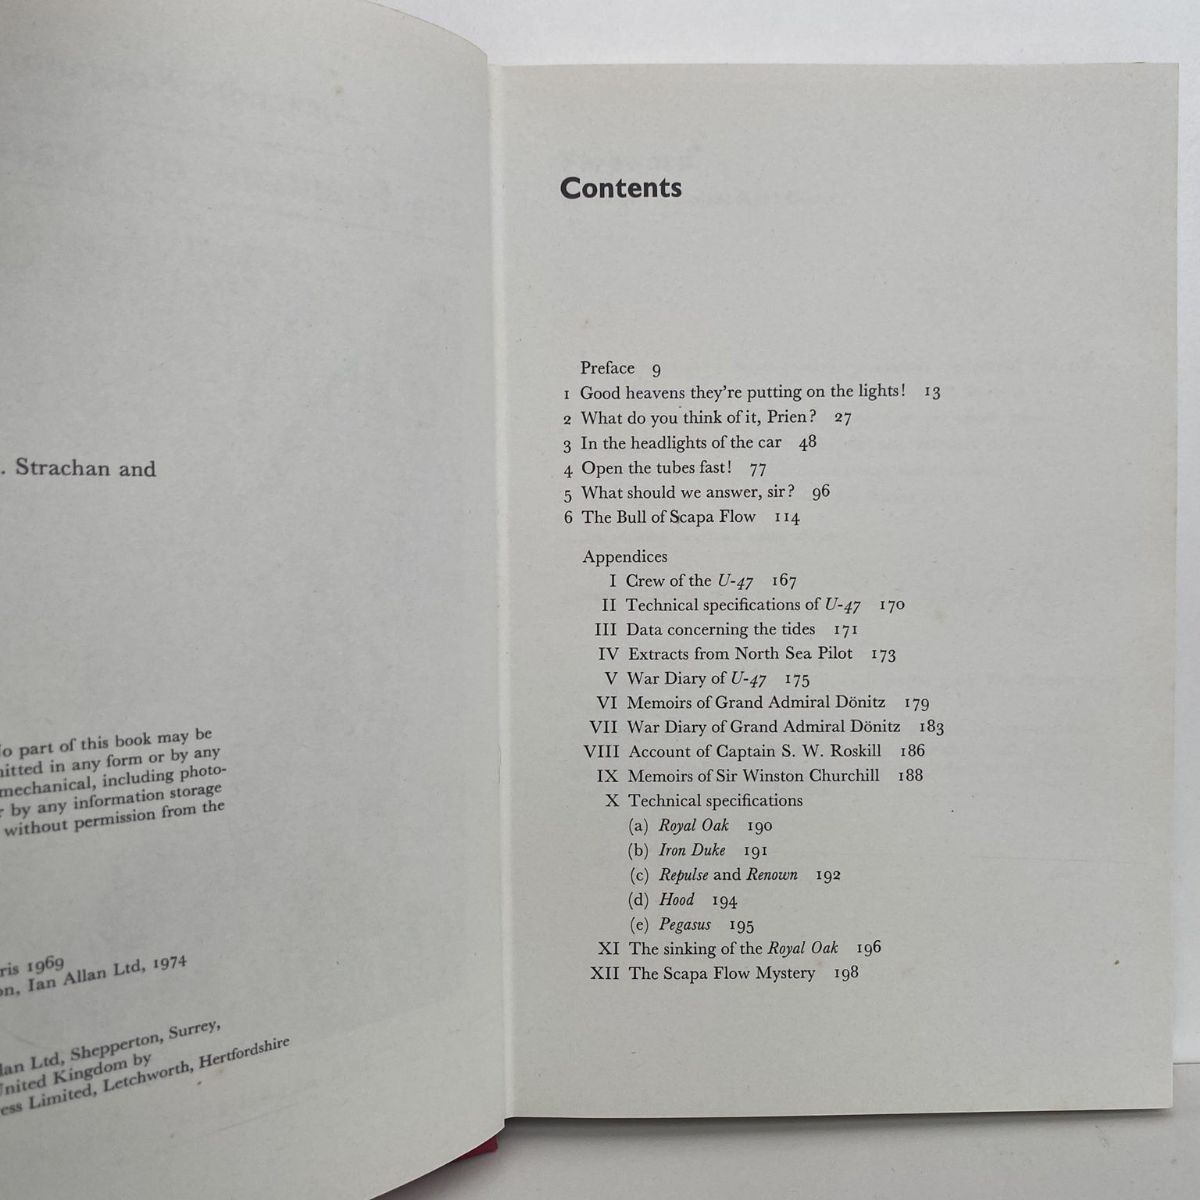 . Strachan and
No part of this book may be
mitted in any form or by any
mechanical, including photo-
r by any information storage
without permission from the
ris 1969
on, Ian Allan Ltd, 1974
lan Ltd, Shepperton, Surrey,
United Kingdom by
ess Limited, Letchworth, Hertfordshire
Contents
Preface 9
1 Good heavens they're putting on the lights! 13
2 What do you think of it, Prien? 27
3 In the headlights of the car 48
4 Open the tubes fast! 77
5 What should we answer, sir? 96
6 The Bull of Scapa Flow 114
Appendices
I Crew of the U-47 167
II Technical specifications of U-47 170
III Data concerning the tides 171
IV Extracts from North Sea Pilot 173
V War Diary of U-47 175
VI Memoirs of Grand Admiral Dönitz 179
VII War Diary of Grand Admiral Dönitz 183
VIII Account of Captain S. W. Roskill 186
IX Memoirs of Sir Winston Churchill 188
X Technical specifications
(a) Royal Oak 190
(b) Iron Duke 191
(c) Repulse and Renown 192
(d) Hood 194
(e) Pegasus 195
XI The sinking of the Royal Oak 196
XII The Scapa Flow Mystery 198